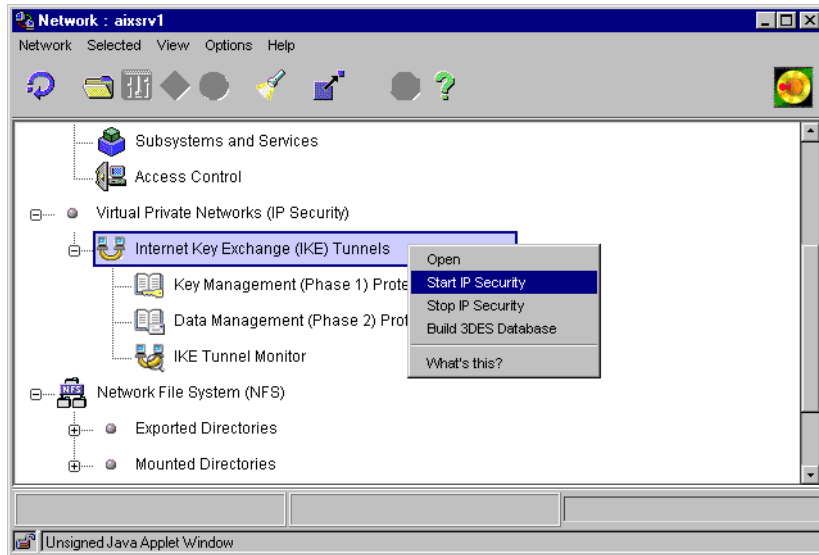 Network : aixsrv1
Network Selected View Options Help
Subsystems and Services
Access Control
Virtual Private Networks (IP Security)
Internet Key Exchange (IKE) Tunnels
Open
Start IP Security
Stop IP Security
Build 3DES Database
What's this?
Key Management (Phase 1) Prote
Data Management (Phase 2) Prot
IKE Tunnel Monitor
NFS
Network File System (NFS)
Exported Directories
Mounted Directories
Unsigned Java Applet Window